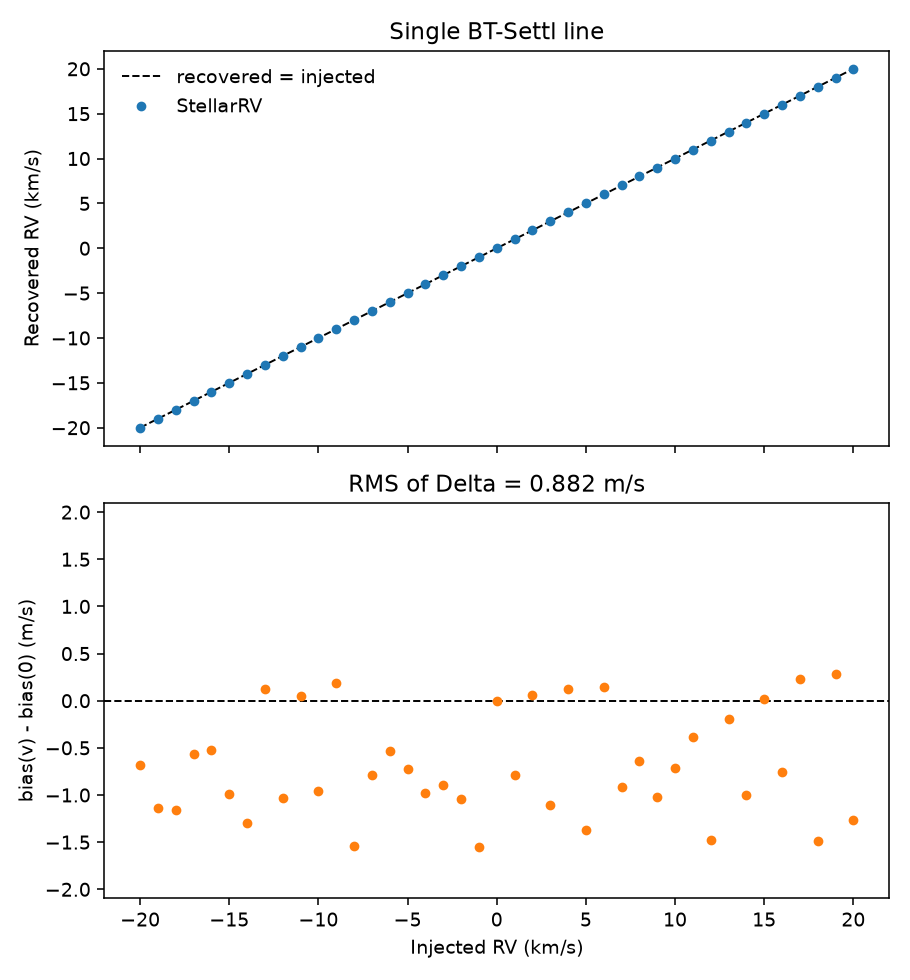 Single BT-Settl line
recovered = injected
StellarRV
Recovered RV (km/s)
20
15
10
5
0
−5
−10
−15
−20
RMS of Delta = 0.882 m/s
bias(v) - bias(0) (m/s)
2.0
1.5
1.0
0.5
0.0
−0.5
−1.0
−1.5
−2.0
−20 −15 −10 −5 0 5 10 15 20
Injected RV (km/s)